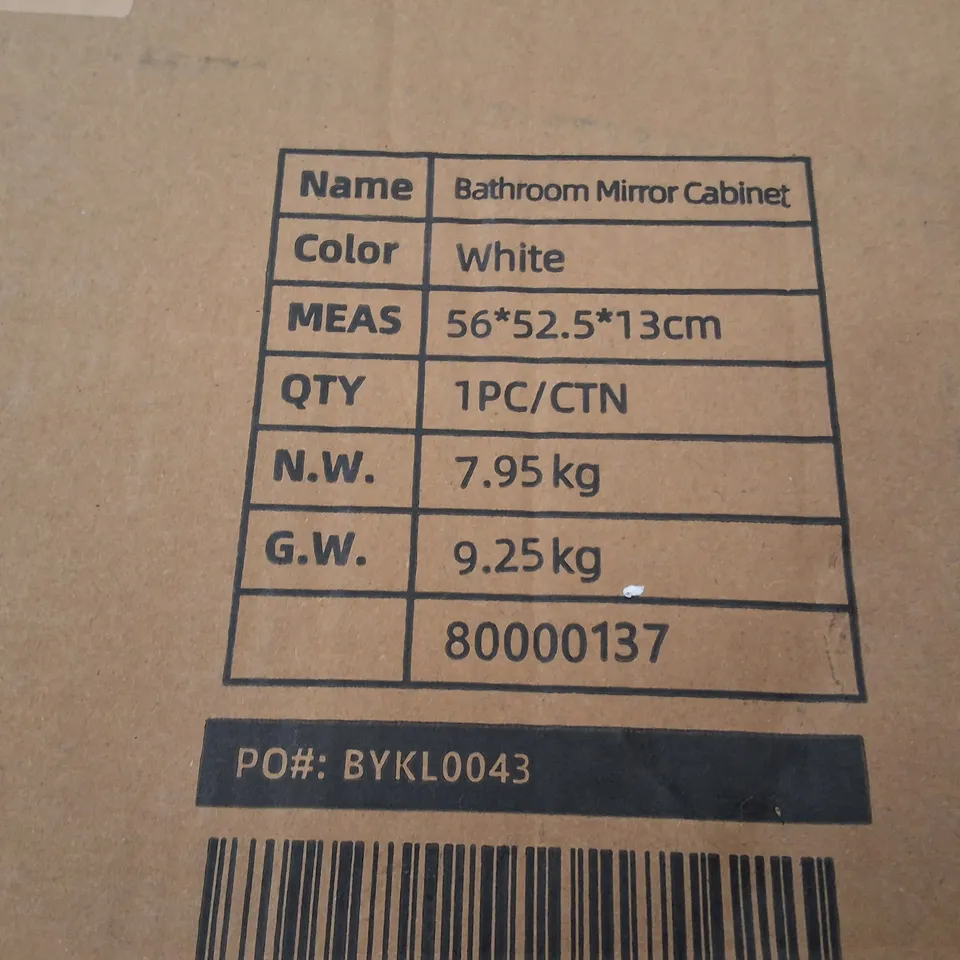 Name Bathroom Mirror Cabinet
Color White
MEAS 56*52.5*13cm
QTY 1PC/CTN
N.W. 7.95kg
G.W. 9.25kg
80000137
PO#: BYKL0043